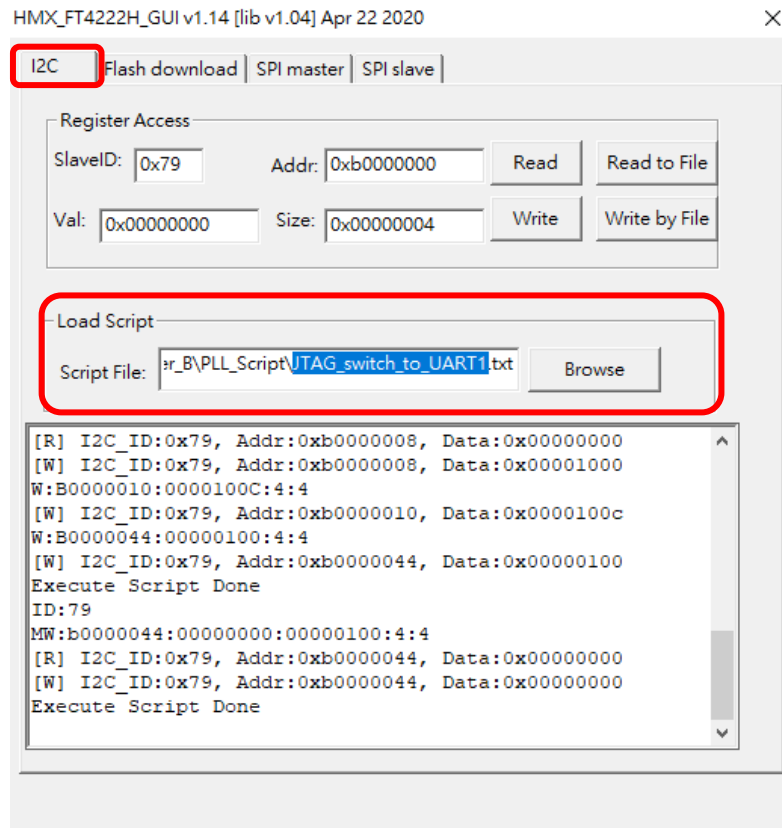 HMX_FT4222H_GUI v1.14 [lib v1.04] Apr 22 2020
I2C Flash download SPI master SPI slave
Register Access
SlaveID: 0x79 Addr: 0xb0000000 Read Read to File
Val: 0x00000000 Size: 0x00000004 Write Write by File
Load Script
Script File: er_B\PLL_Script\JTAG_switch_to_UART1.txt Browse
[R] I2C_ID:0x79, Addr:0xb0000008, Data:0x00000000
[W] I2C_ID:0x79, Addr:0xb0000008, Data:0x00001000
W:B0000010:0000100C:4:4
[W] I2C_ID:0x79, Addr:0xb0000010, Data:0x0000100c
W:B0000044:00000100:4:4
[W] I2C_ID:0x79, Addr:0xb0000044, Data:0x00000100
Execute Script Done
ID:79
MW:b0000044:00000000:00000100:4:4
[R] I2C_ID:0x79, Addr:0xb0000044, Data:0x00000000
[W] I2C_ID:0x79, Addr:0xb0000044, Data:0x00000000
Execute Script Done